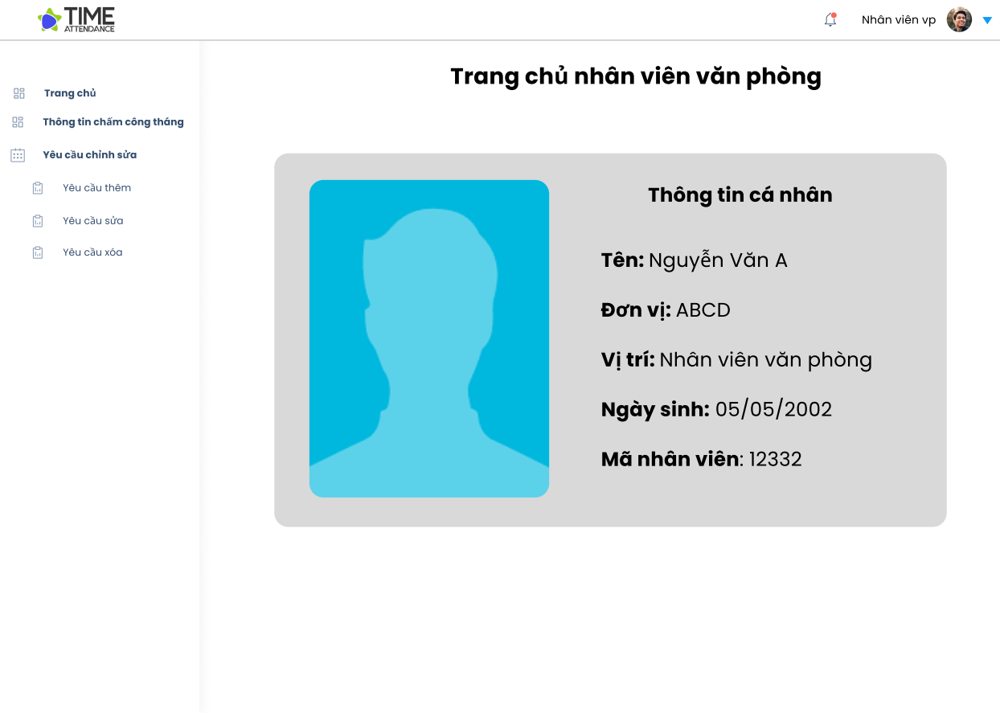 TIME
ATTENDANCE
Nhân viên vp
Trang chủ
Thông tin chấm công tháng
Yêu cầu chỉnh sửa
Yêu cầu thêm
Yêu cầu sửa
Yêu cầu xóa
Trang chủ nhân viên văn phòng
Thông tin cá nhân
Tên: Nguyễn Văn A
Đơn vị: ABCD
Vị trí: Nhân viên văn phòng
Ngày sinh: 05/05/2002
Mã nhân viên: 12332